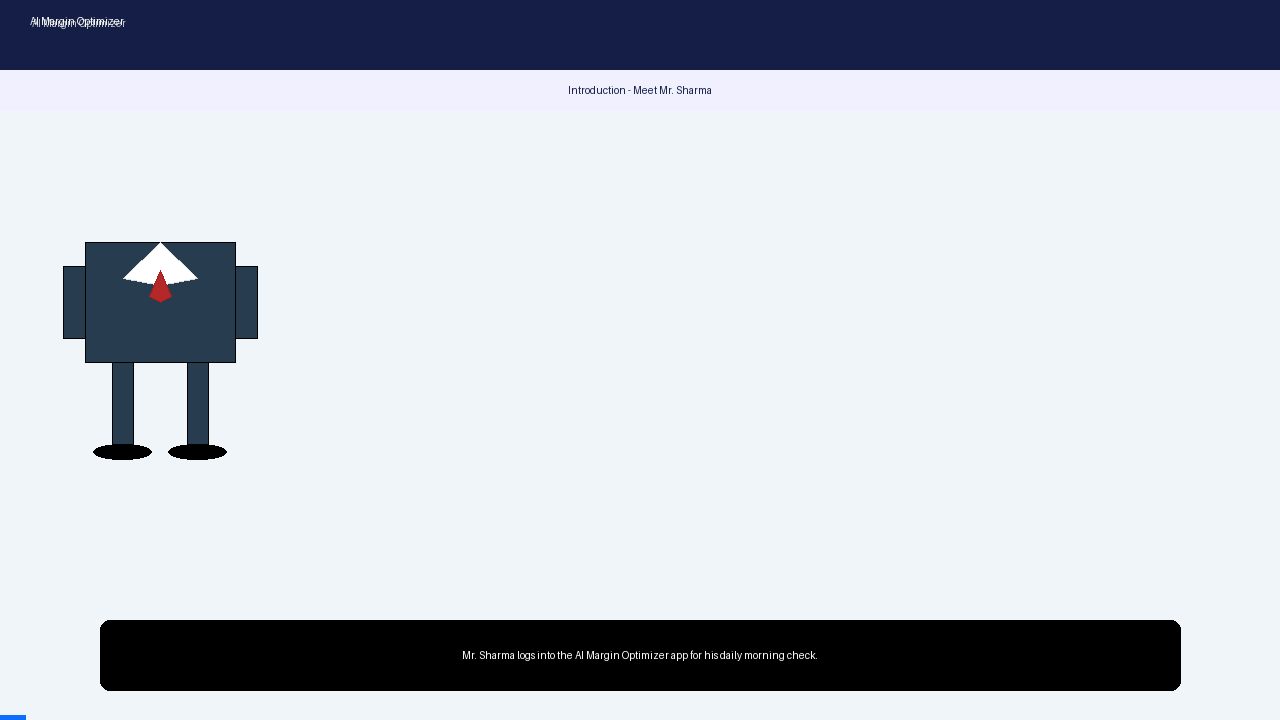 AI Margin Optimizer
Introduction - Meet Mr. Sharma
Mr. Sharma logs into the AI Margin Optimizer app for his daily morning check.